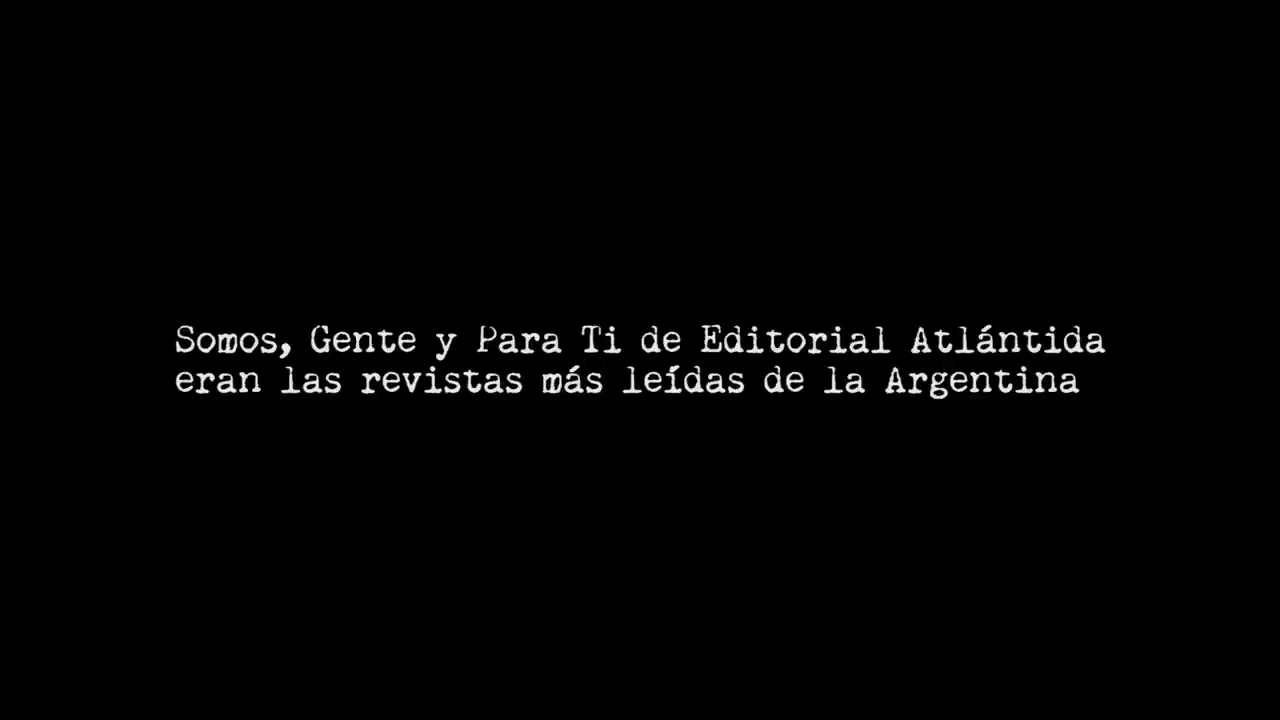 Somos, Gente y Para Ti de Editorial Atlántida
eran las revistas más leídas de la Argentina